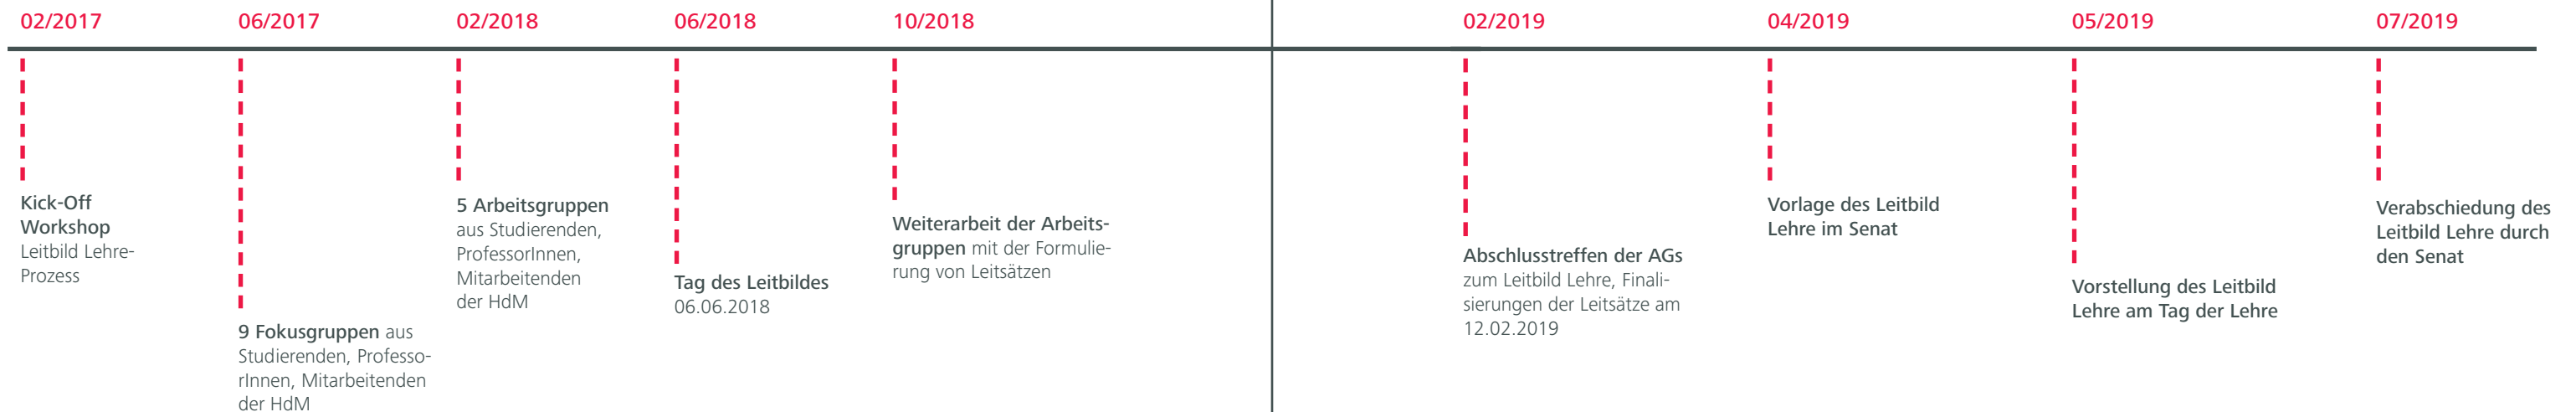 02/2017
Kick-Off
Workshop
Leitbild Lehre-
Prozess
06/2017
9 Fokusgruppen aus
Studierenden, Professo-
rInnen, Mitarbeitenden
der HdM
02/2018
5 Arbeitsgruppen
aus Studierenden,
ProfessorInnen,
Mitarbeitenden
der HdM
06/2018
Tag des Leitbildes
06.06.2018
10/2018
Weiterarbeit der Arbeits-
gruppen mit der Formulie-
rung von Leitsätzen
02/2019
Abschlusstreffen der AGs
zum Leitbild Lehre, Finali-
sierungen der Leitsätze am
12.02.2019
04/2019
Vorlage des Leitbild
Lehre im Senat
05/2019
Vorstellung des Leitbild
Lehre am Tag der Lehre
07/2019
Verabschiedung des
Leitbild Lehre durch
den Senat